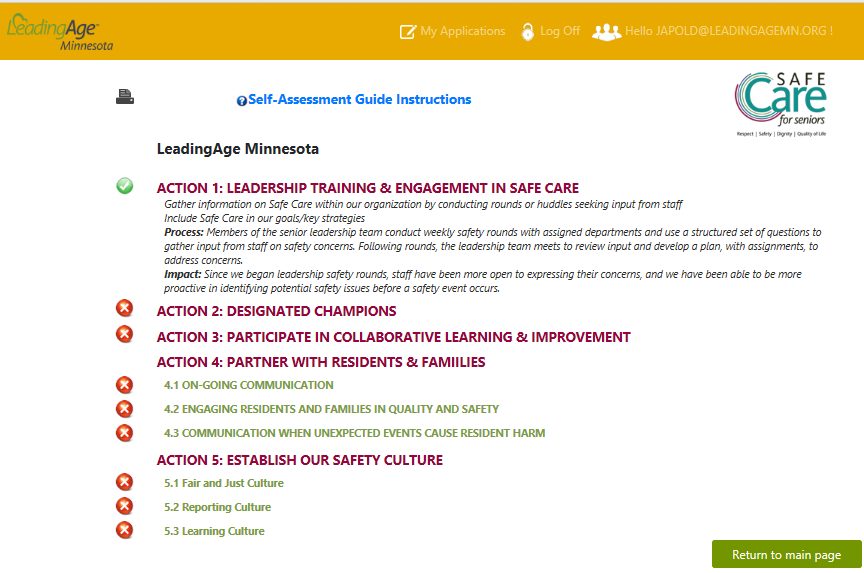 LeadingAge™
Minnesota
My Applications
Log Off
Hello JAPOLD@LEADINGAGEMN.ORG !
Self-Assessment Guide Instructions
SAFE
Care
for seniors
Respect | Safety | Dignity | Quality of Life
LeadingAge Minnesota
ACTION 1: LEADERSHIP TRAINING & ENGAGEMENT IN SAFE CARE
Gather information on Safe Care within our organization by conducting rounds or huddles seeking input from staff
Include Safe Care in our goals/key strategies
Process: Members of the senior leadership team conduct weekly safety rounds with assigned departments and use a structured set of questions to
gather input from staff on safety concerns. Following rounds, the leadership team meets to review input and develop a plan, with assignments, to
address concerns.
Impact: Since we began leadership safety rounds, staff have been more open to expressing their concerns, and we have been able to be more
proactive in identifying potential safety issues before a safety event occurs.
ACTION 2: DESIGNATED CHAMPIONS
ACTION 3: PARTICIPATE IN COLLABORATIVE LEARNING & IMPROVEMENT
ACTION 4: PARTNER WITH RESIDENTS & FAMIILIES
4.1 ON-GOING COMMUNICATION
4.2 ENGAGING RESIDENTS AND FAMILIES IN QUALITY AND SAFETY
4.3 COMMUNICATION WHEN UNEXPECTED EVENTS CAUSE RESIDENT HARM
ACTION 5: ESTABLISH OUR SAFETY CULTURE
5.1 Fair and Just Culture
5.2 Reporting Culture
5.3 Learning Culture
Return to main page